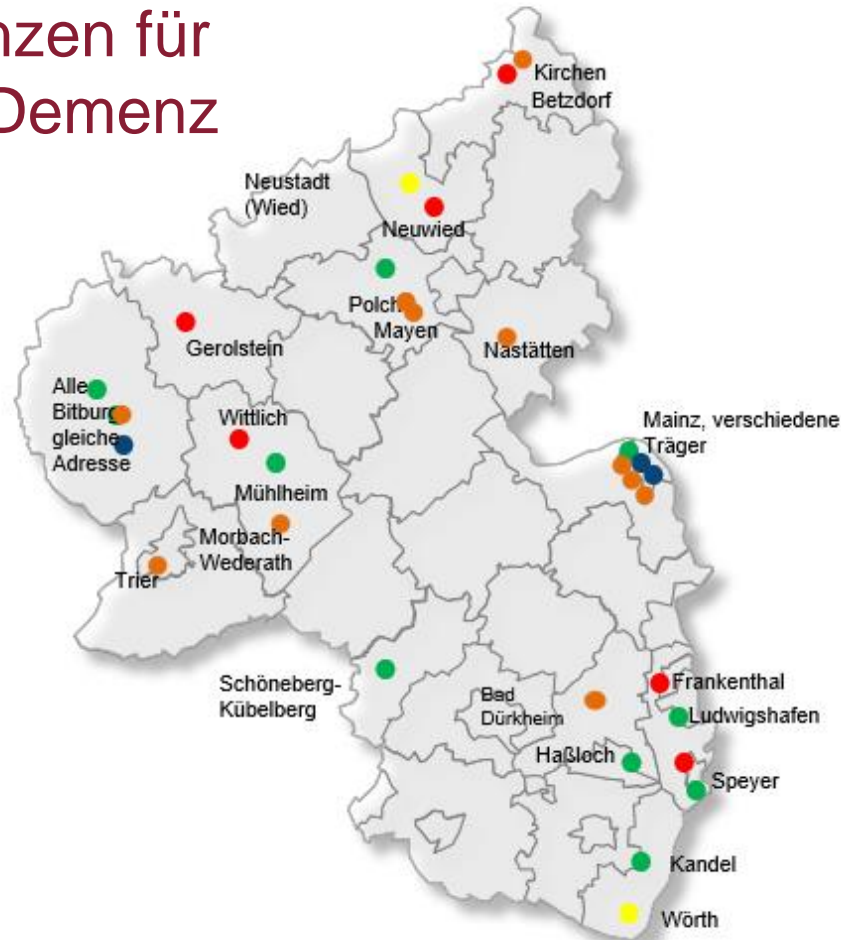 nzen für
Demenz
Kirchen
Betzdorf
Neustadt
(Wied)
Neuwied
Polch
Mayen
Nastätten
Gerolstein
Alle
Bitburg
gleiche
Adresse
Wittlich
Mühlheim
Mainz, verschiedene
Träger
Morbach-
Wederath
Trier
Schöneberg-
Kübelberg
Bad
Dürkheim
Frankenthal
Ludwigshafen
Haßloch
Speyer
Kandel
Wörth